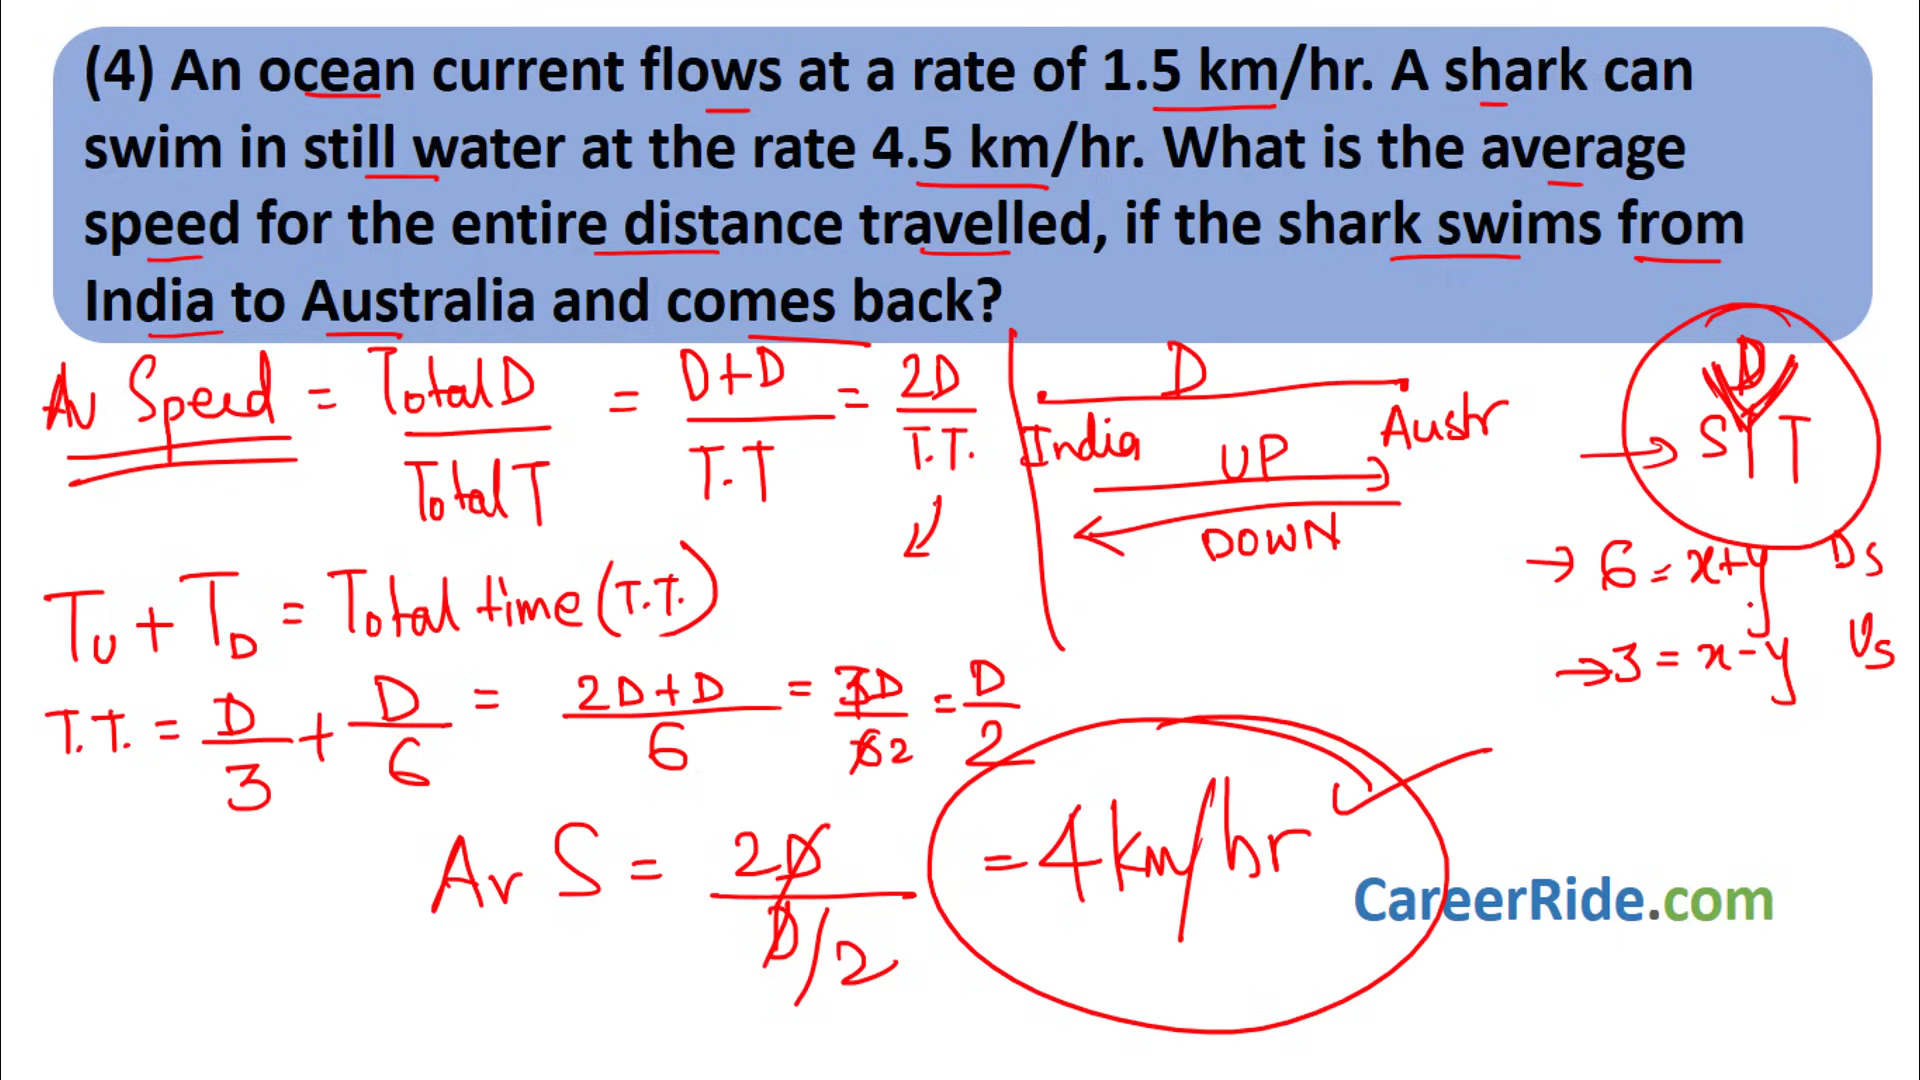 (4) An ocean current flows at a rate of 1.5 km/hr. A shark can
swim in still water at the rate 4.5 km/hr. What is the average
speed for the entire distance travelled, if the shark swims from
India to Australia and comes back?
Av Speed = Total D / Total T = D+D / T.T = 2D / T.T.
D
India Austr
UP
DOWN
D
S T
6 = x+y Ds
3 = x-y Us
TU + TD = Total time (T.T.)
T.T. = D/3 + D/6 = 2D+D / 6 = 3D / 6 2 = D/2
Av S = 2D / D/2 = 4 km/hr
CareerRide.com